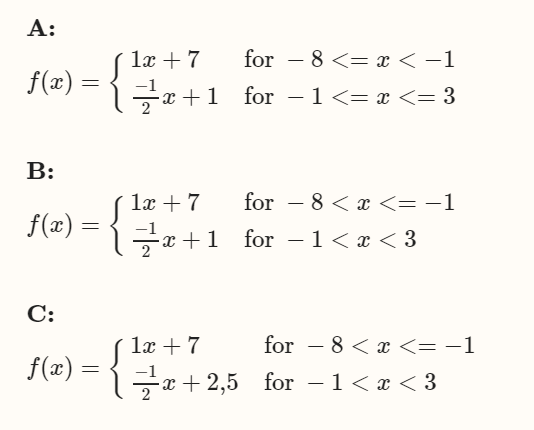 A:
f(x) = { 1x + 7 for − 8 <= x < −1
−1/2 x + 1 for − 1 <= x <= 3
B:
f(x) = { 1x + 7 for − 8 < x <= −1
−1/2 x + 1 for − 1 < x < 3
C:
f(x) = { 1x + 7 for − 8 < x <= −1
−1/2 x + 2,5 for − 1 < x < 3